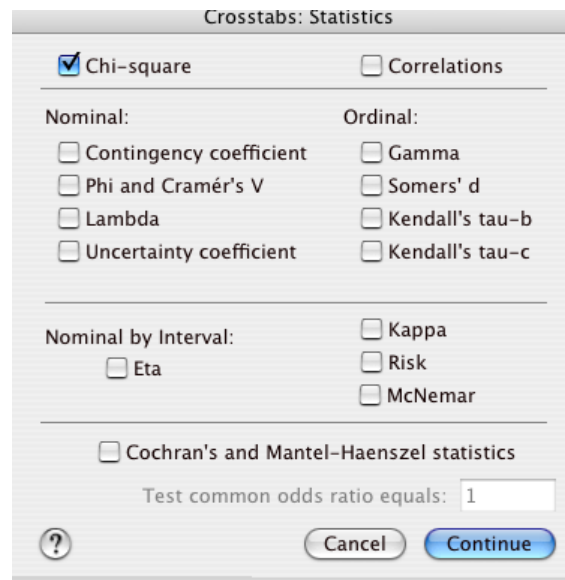 Crosstabs: Statistics
Chi-square Correlations
Nominal: Ordinal:
Contingency coefficient Gamma
Phi and Cramér's V Somers' d
Lambda Kendall's tau-b
Uncertainty coefficient Kendall's tau-c
Nominal by Interval: Kappa
Eta Risk
McNemar
Cochran's and Mantel-Haenszel statistics
Test common odds ratio equals: 1
? Cancel Continue